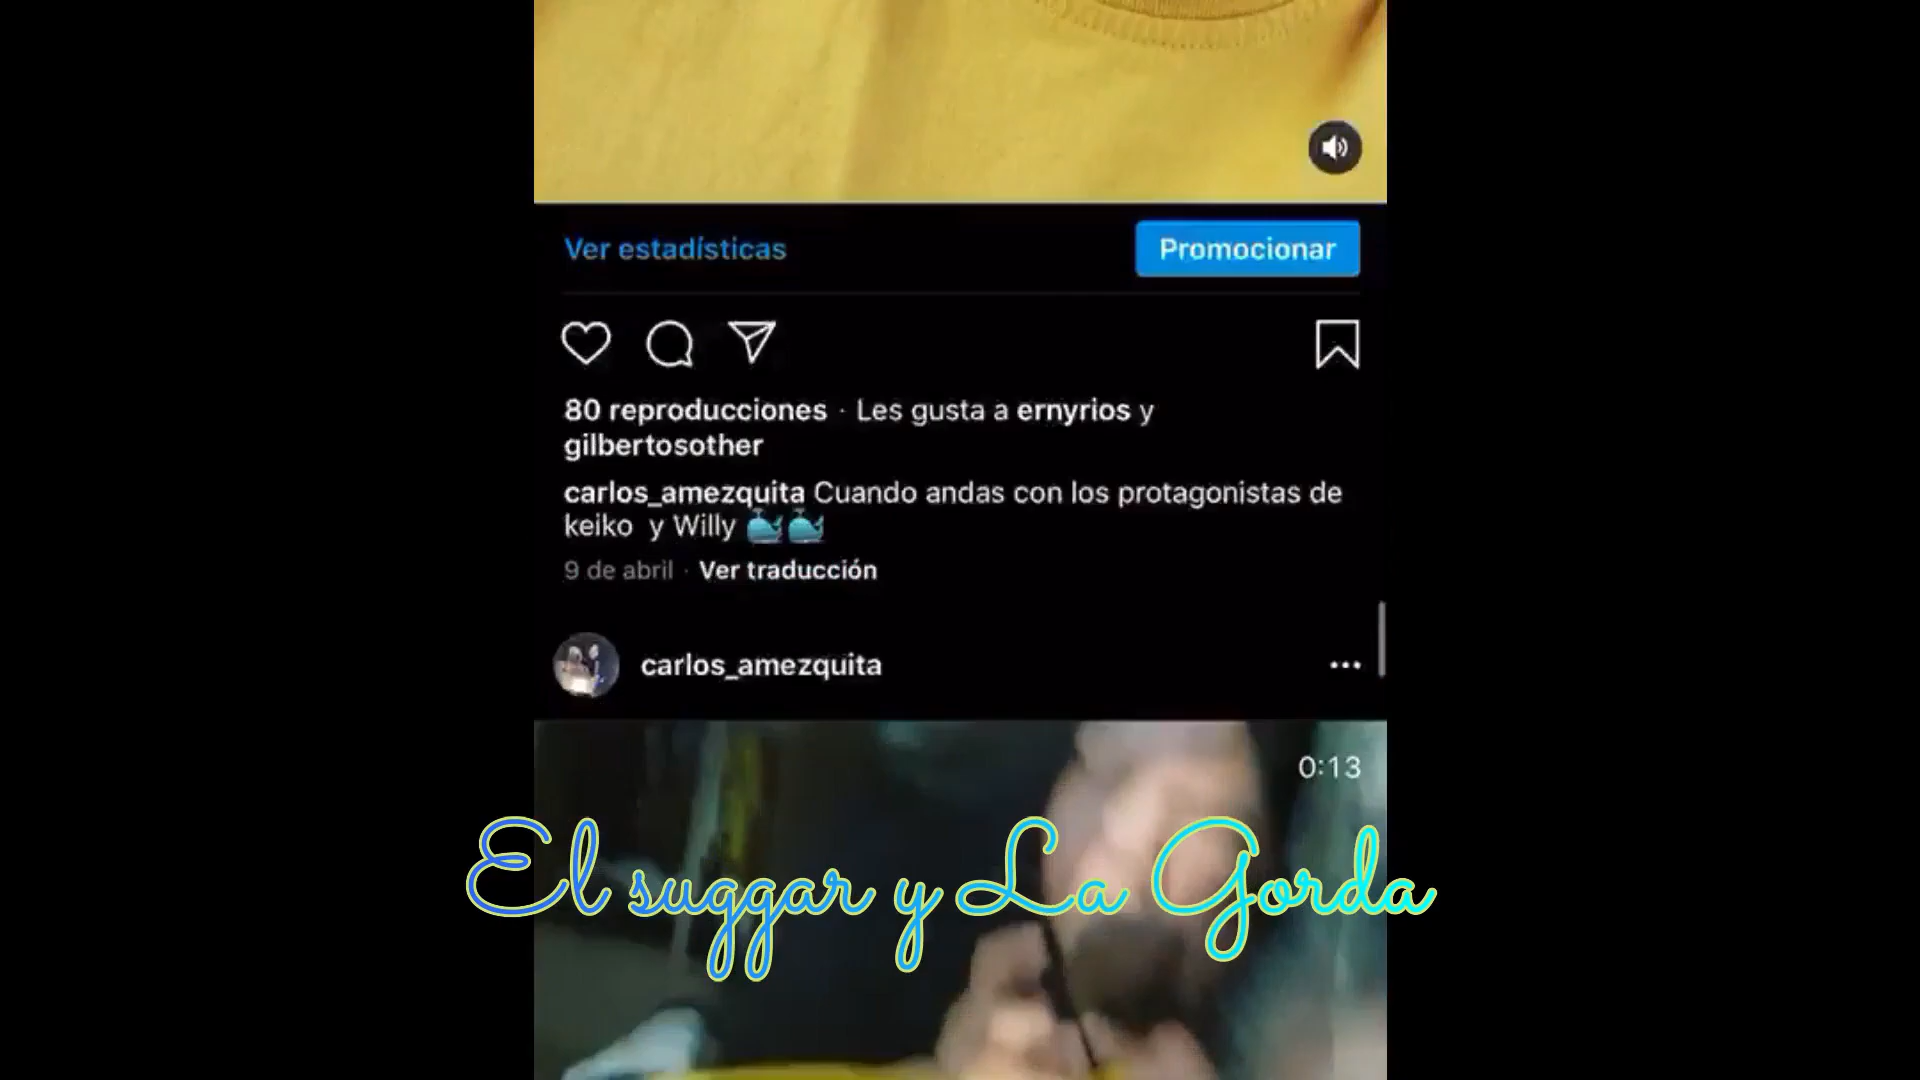 Ver estadísticas
Promocionar
80 reproducciones · Les gusta a ernyrios y
gilbertosother
carlos_amezquita Cuando andas con los protagonistas de
keiko y Willy 🐳🐳
9 de abril · Ver traducción
carlos_amezquita
0:13
El suggar y La Gorda